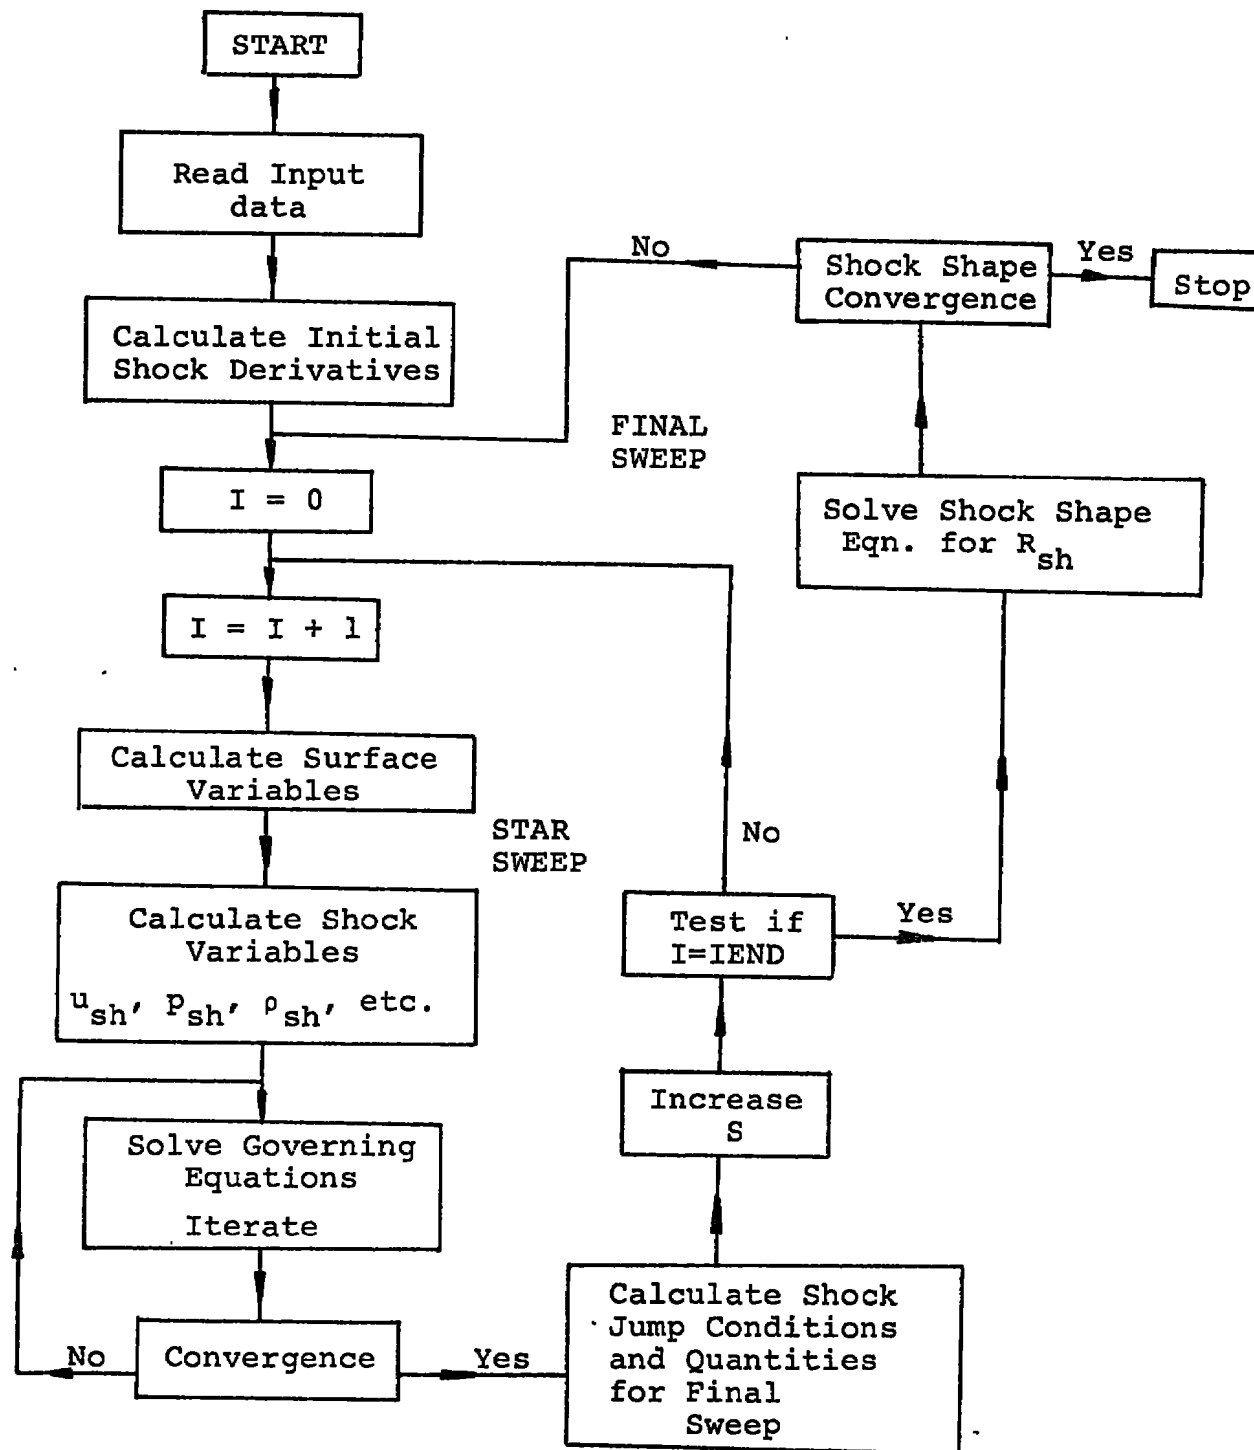 START
Read Input
data
Calculate Initial
Shock Derivatives
I = 0
I = I + 1
Calculate Surface
Variables
STAR
SWEEP
Calculate Shock
Variables
u_sh, p_sh, ρ_sh, etc.
Solve Governing
Equations
Iterate
No
Convergence
Yes
Calculate Shock
Jump Conditions
and Quantities
for Final
Sweep
Increase
S
Test if
I=IEND
No
Yes
Solve Shock Shape
Eqn. for R_sh
FINAL
SWEEP
Shock Shape
Convergence
No
Yes
Stop